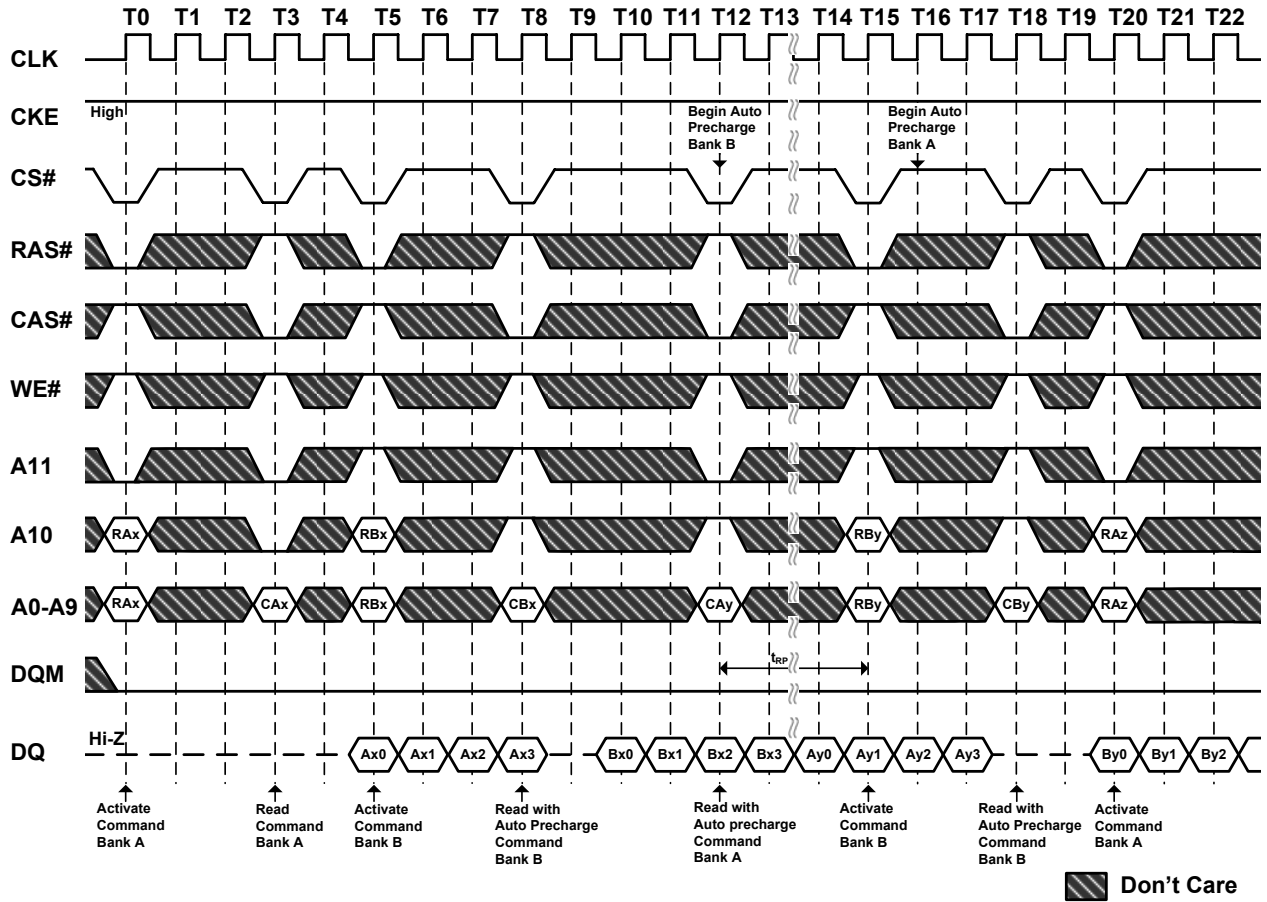 T0 T1 T2 T3 T4 T5 T6 T7 T8 T9 T10 T11 T12 T13 T14 T15 T16 T17 T18 T19 T20 T21 T22
CLK
CKE
High
Begin Auto
Precharge
Bank B
Begin Auto
Precharge
Bank A
CS#
RAS#
CAS#
WE#
A11
A10
RAx RBx RBy RAz
A0-A9
RAx CAx RBx CBx CAy RBy CBy RAz
DQM
tRP
DQ
Hi-Z
Ax0 Ax1 Ax2 Ax3 Bx0 Bx1 Bx2 Bx3 Ay0 Ay1 Ay2 Ay3 By0 By1 By2
Activate
Command
Bank A
Read
Command
Bank A
Activate
Command
Bank B
Read with
Auto Precharge
Command
Bank B
Read with
Auto precharge
Command
Bank A
Activate
Command
Bank B
Read with
Auto Precharge
Command
Bank B
Activate
Command
Bank A
Don't Care